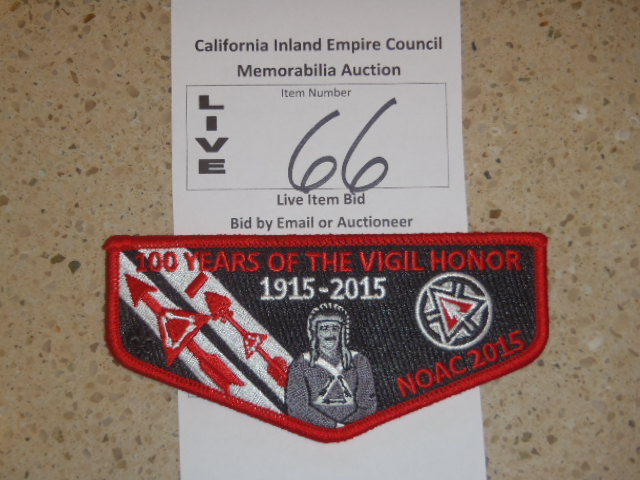 California Inland Empire Council
Memorabilia Auction
Item Number
LIVE
66
Live Item Bid
Bid by Email or Auctioneer
100 YEARS OF THE VIGIL HONOR
1915-2015
NOAC 2015